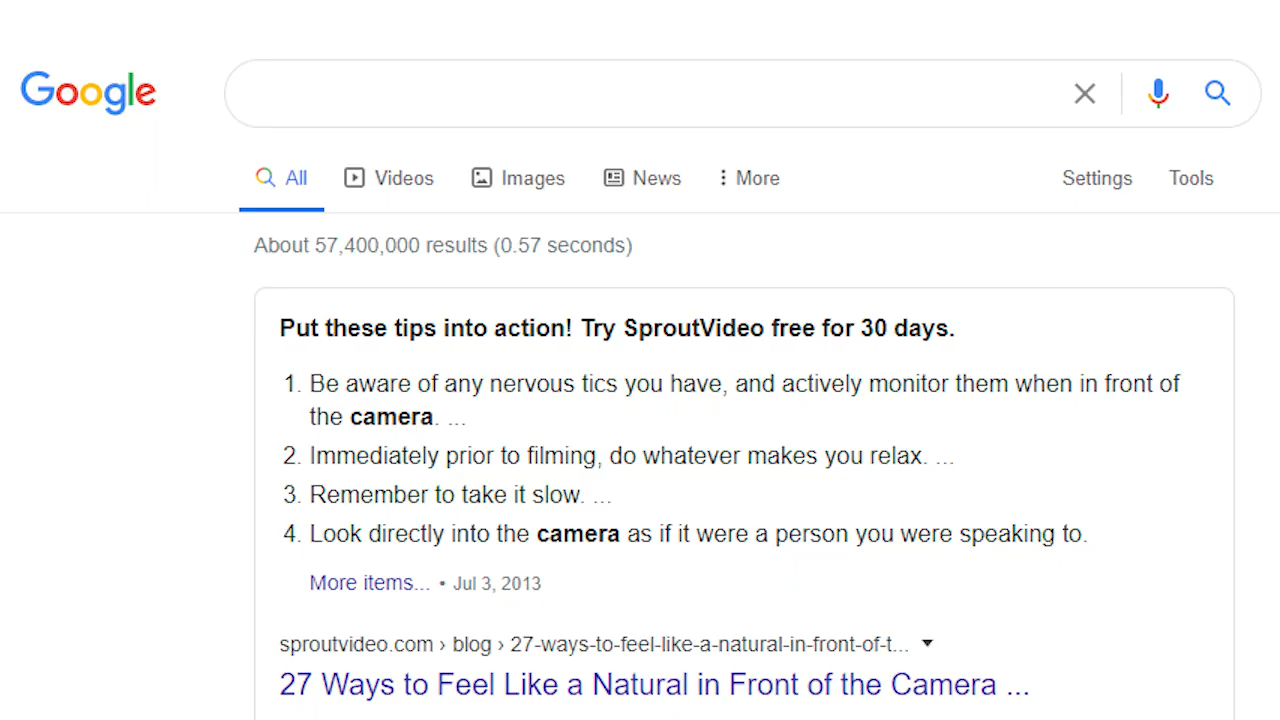 Google
All Videos Images News More Settings Tools
About 57,400,000 results (0.57 seconds)
Put these tips into action! Try SproutVideo free for 30 days.
1. Be aware of any nervous tics you have, and actively monitor them when in front of
the camera. ...
2. Immediately prior to filming, do whatever makes you relax. ...
3. Remember to take it slow. ...
4. Look directly into the camera as if it were a person you were speaking to.
More items... • Jul 3, 2013
sproutvideo.com › blog › 27-ways-to-feel-like-a-natural-in-front-of-t...
27 Ways to Feel Like a Natural in Front of the Camera ...